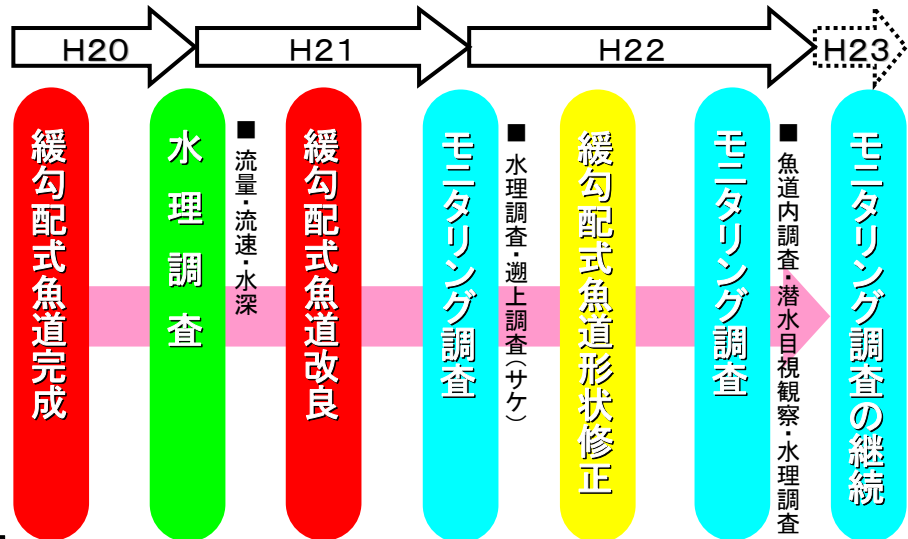 H20
H21
H22
H23
緩勾配式魚道完成
水理調査
■流量・流速・水深
緩勾配式魚道改良
モニタリング調査
■水理調査・遡上調査(サケ)
緩勾配式魚道形状修正
モニタリング調査
■魚道内調査・潜水目視観察・水理調査
モニタリング調査の継続